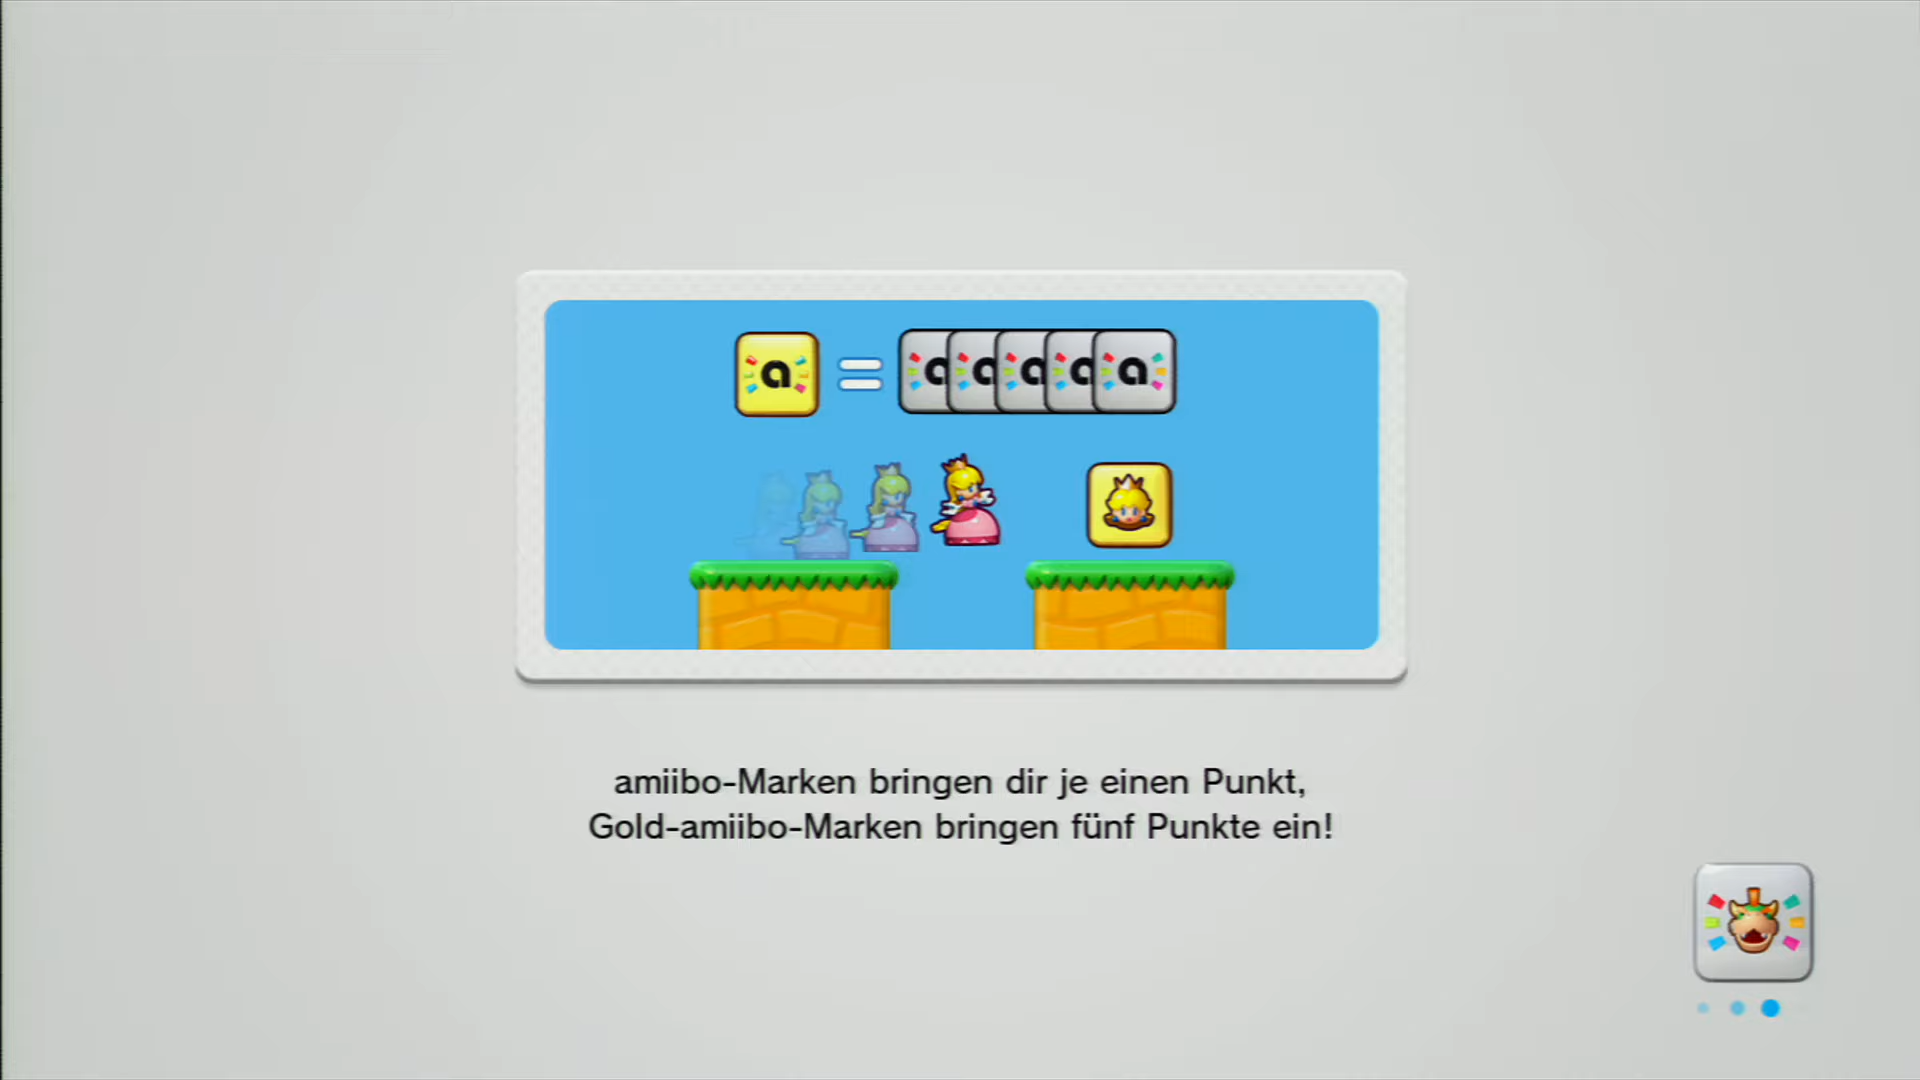 a = a a a a a
amiibo-Marken bringen dir je einen Punkt,
Gold-amiibo-Marken bringen fünf Punkte ein!